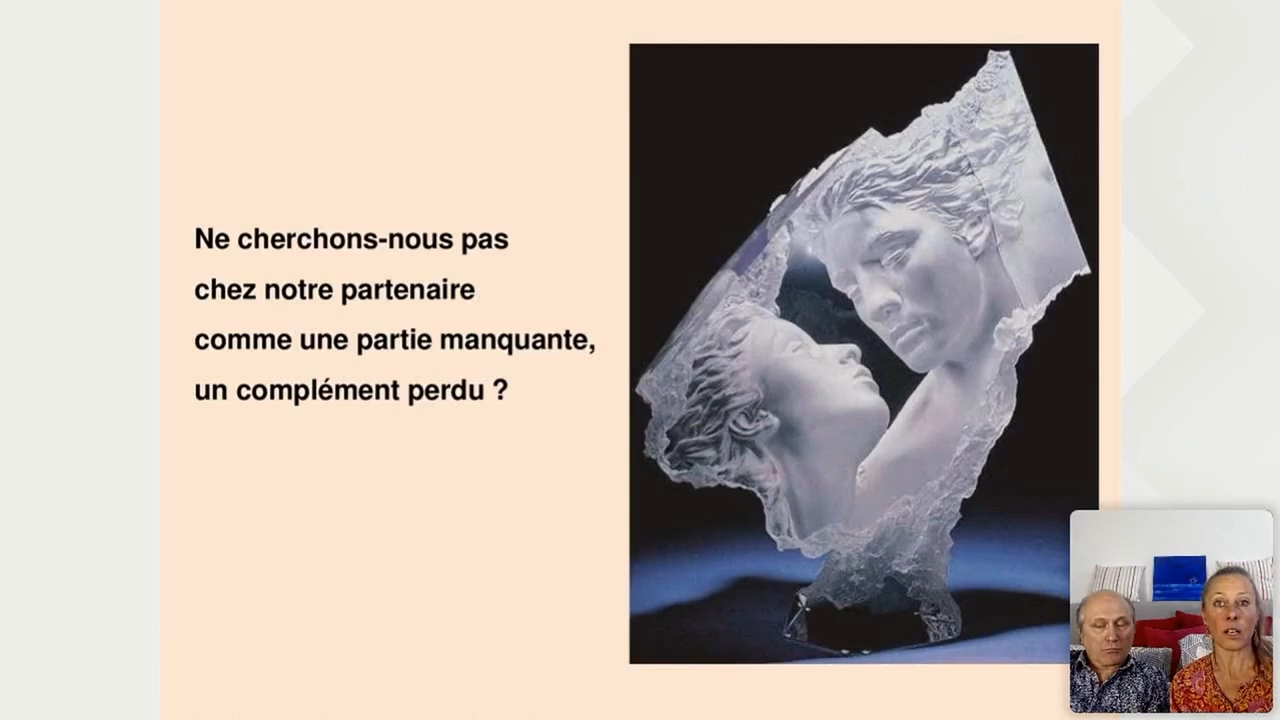 Ne cherchons-nous pas
chez notre partenaire
comme une partie manquante,
un complément perdu ?